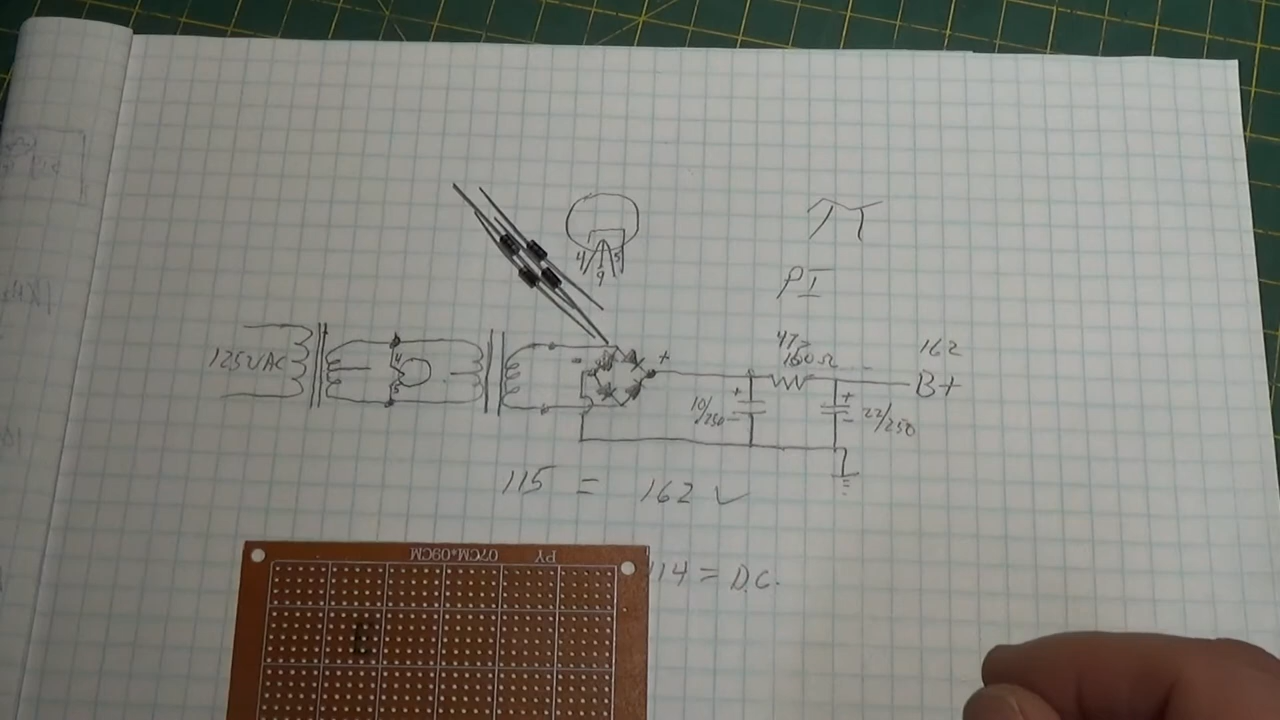 4 5
9
PI
125VAC
47
162
160Ω
+
B+
4
-
+
+
5
10/250
-
-
22/250
115 = 162 V
07CM*09CM PY
114 = D.C.
E